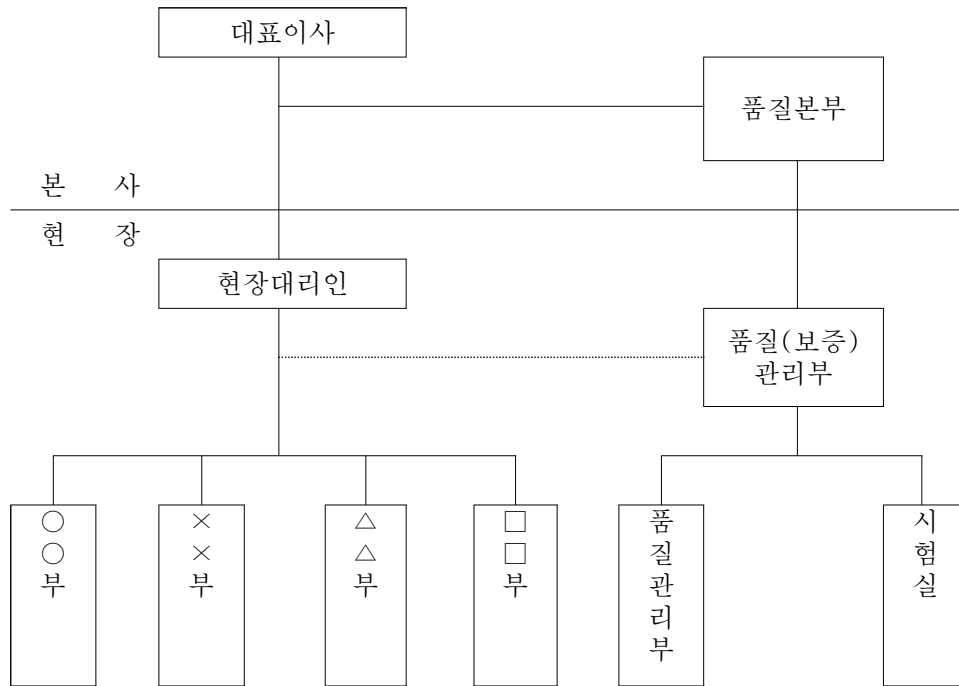 대표이사
품질본부
본 사
현 장
현장대리인
품질(보증)
관리부
○○부
××부
△△부
□□부
품질관리부
시험실